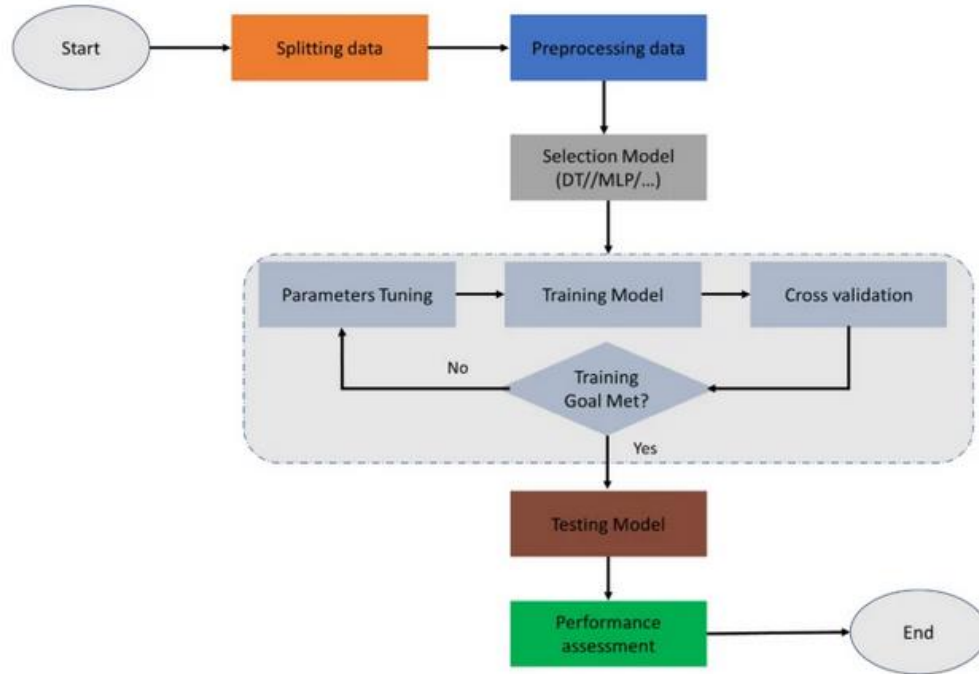 Start
Splitting data
Preprocessing data
Selection Model
(DT//MLP/...)
Parameters Tuning
Training Model
Cross validation
No
Training
Goal Met?
Yes
Testing Model
Performance
assessment
End